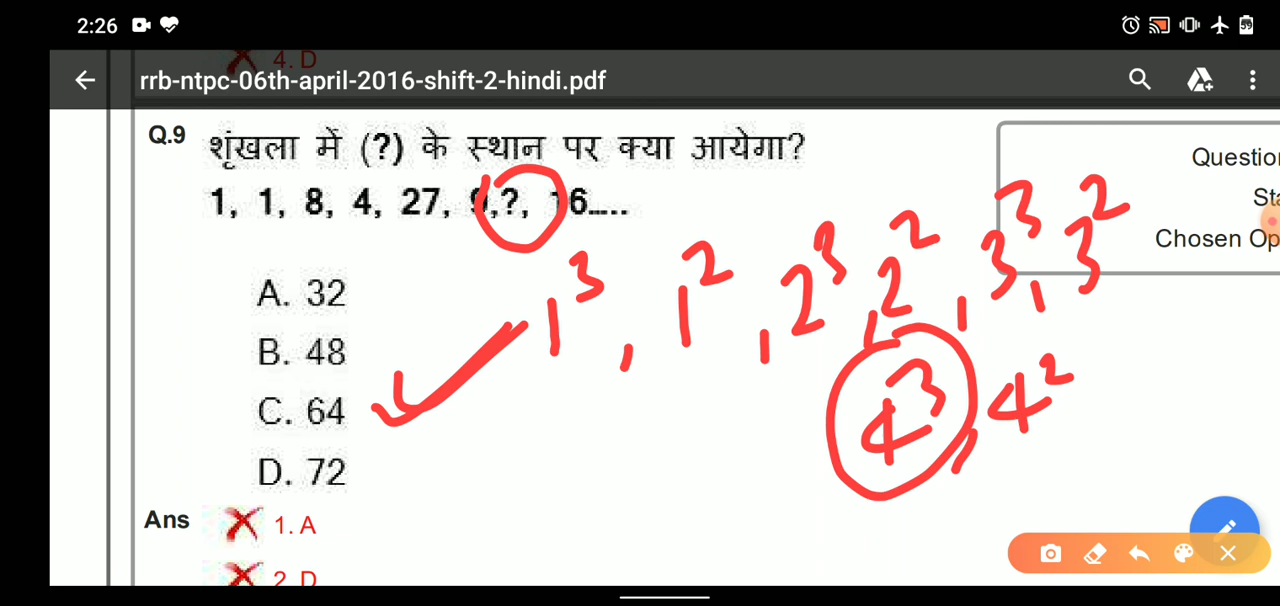 2:26
59
4. D
rrb-ntpc-06th-april-2016-shift-2-hindi.pdf
Q.9 शृंखला में (?) के स्थान पर क्या आयेगा?
1, 1, 8, 4, 27, 9,?, 16.....
Question
Sta
Chosen Op
A. 32
B. 48
C. 64
D. 72
1³, 1², 2³, 2², 3³, 3²
4³, 4²
Ans 1. A
2. D